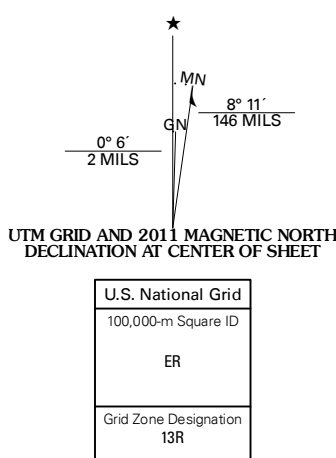 ★
MN
8° 11´
146 MILS
GN
0° 6´
2 MILS
UTM GRID AND 2011 MAGNETIC NORTH
DECLINATION AT CENTER OF SHEET
U.S. National Grid
100,000-m Square ID
ER
Grid Zone Designation
13R